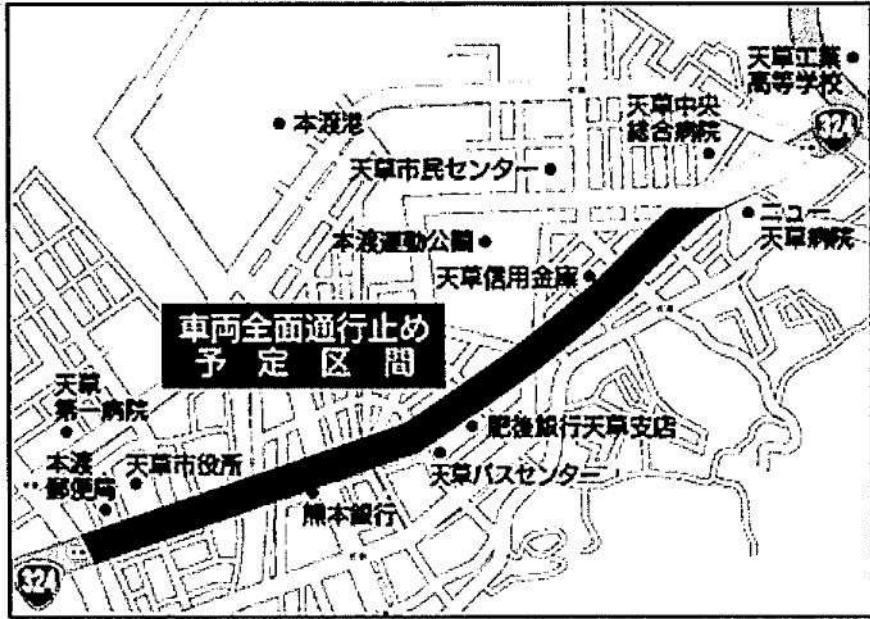 天草工業
高等学校
324
天草中央
総合病院
本渡港
天草市民センター
ニュー
天草病院
本渡運動公園
天草信用金庫
車両全面通行止め
予定区間
天草
第一病院
肥後銀行天草支店
天草バスセンター
本渡
郵便局
天草市役所
熊本銀行
324